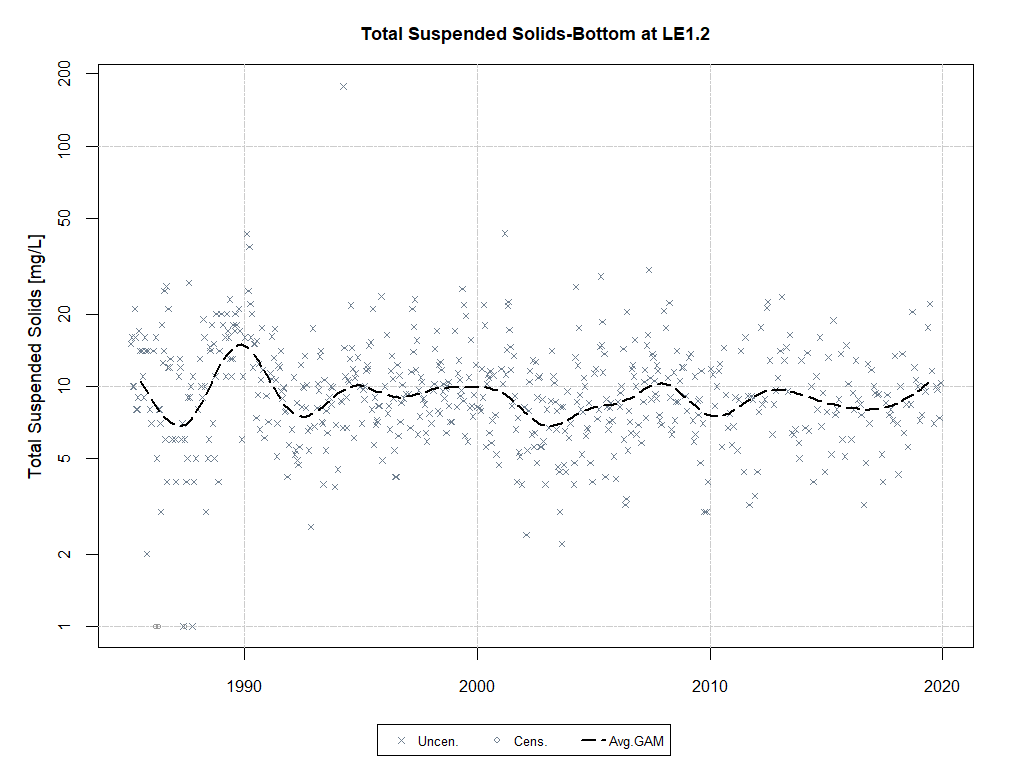 Total Suspended Solids-Bottom at LE1.2
Total Suspended Solids [mg/L]
200
100
50
20
10
5
2
1
1990 2000 2010 2020
Uncen. Cens. Avg.GAM